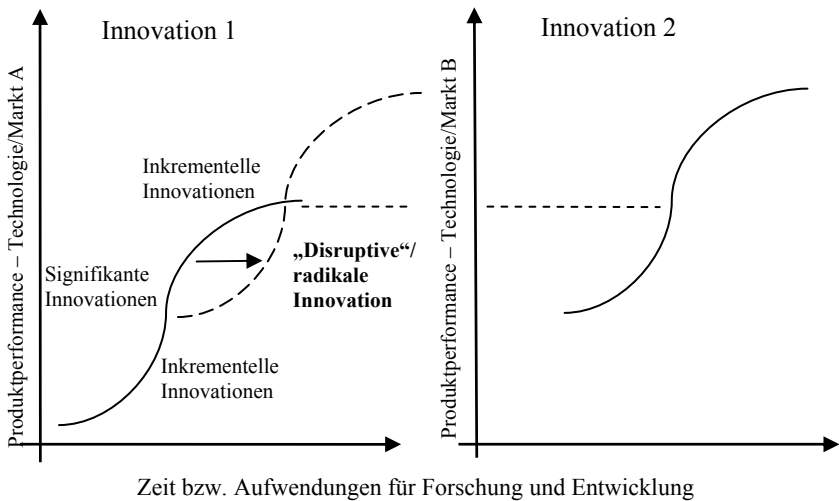 Innovation 1
Produktperformance – Technologie/Markt A
Inkrementelle
Innovationen
Signifikante
Innovationen
„Disruptive“/
radikale
Innovation
Inkrementelle
Innovationen
Innovation 2
Produktperformance – Technologie/Markt B
Zeit bzw. Aufwendungen für Forschung und Entwicklung